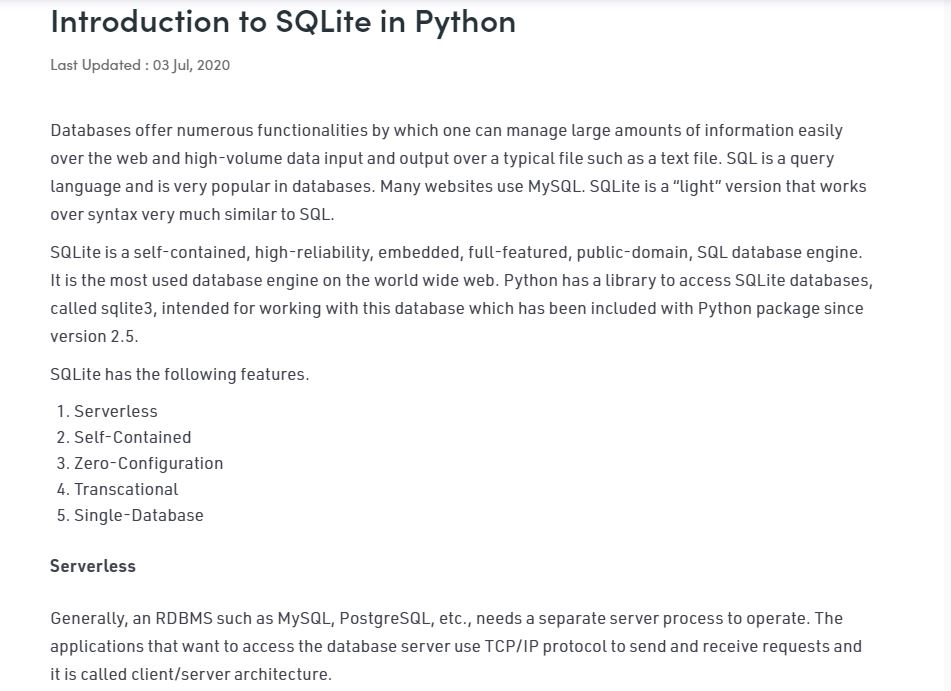 Introduction to SQLite in Python
Last Updated : 03 Jul, 2020
Databases offer numerous functionalities by which one can manage large amounts of information easily
over the web and high-volume data input and output over a typical file such as a text file. SQL is a query
language and is very popular in databases. Many websites use MySQL. SQLite is a “light” version that works
over syntax very much similar to SQL.
SQLite is a self-contained, high-reliability, embedded, full-featured, public-domain, SQL database engine.
It is the most used database engine on the world wide web. Python has a library to access SQLite databases,
called sqlite3, intended for working with this database which has been included with Python package since
version 2.5.
SQLite has the following features.
1. Serverless
2. Self-Contained
3. Zero-Configuration
4. Transcational
5. Single-Database
Serverless
Generally, an RDBMS such as MySQL, PostgreSQL, etc., needs a separate server process to operate. The
applications that want to access the database server use TCP/IP protocol to send and receive requests and
it is called client/server architecture.